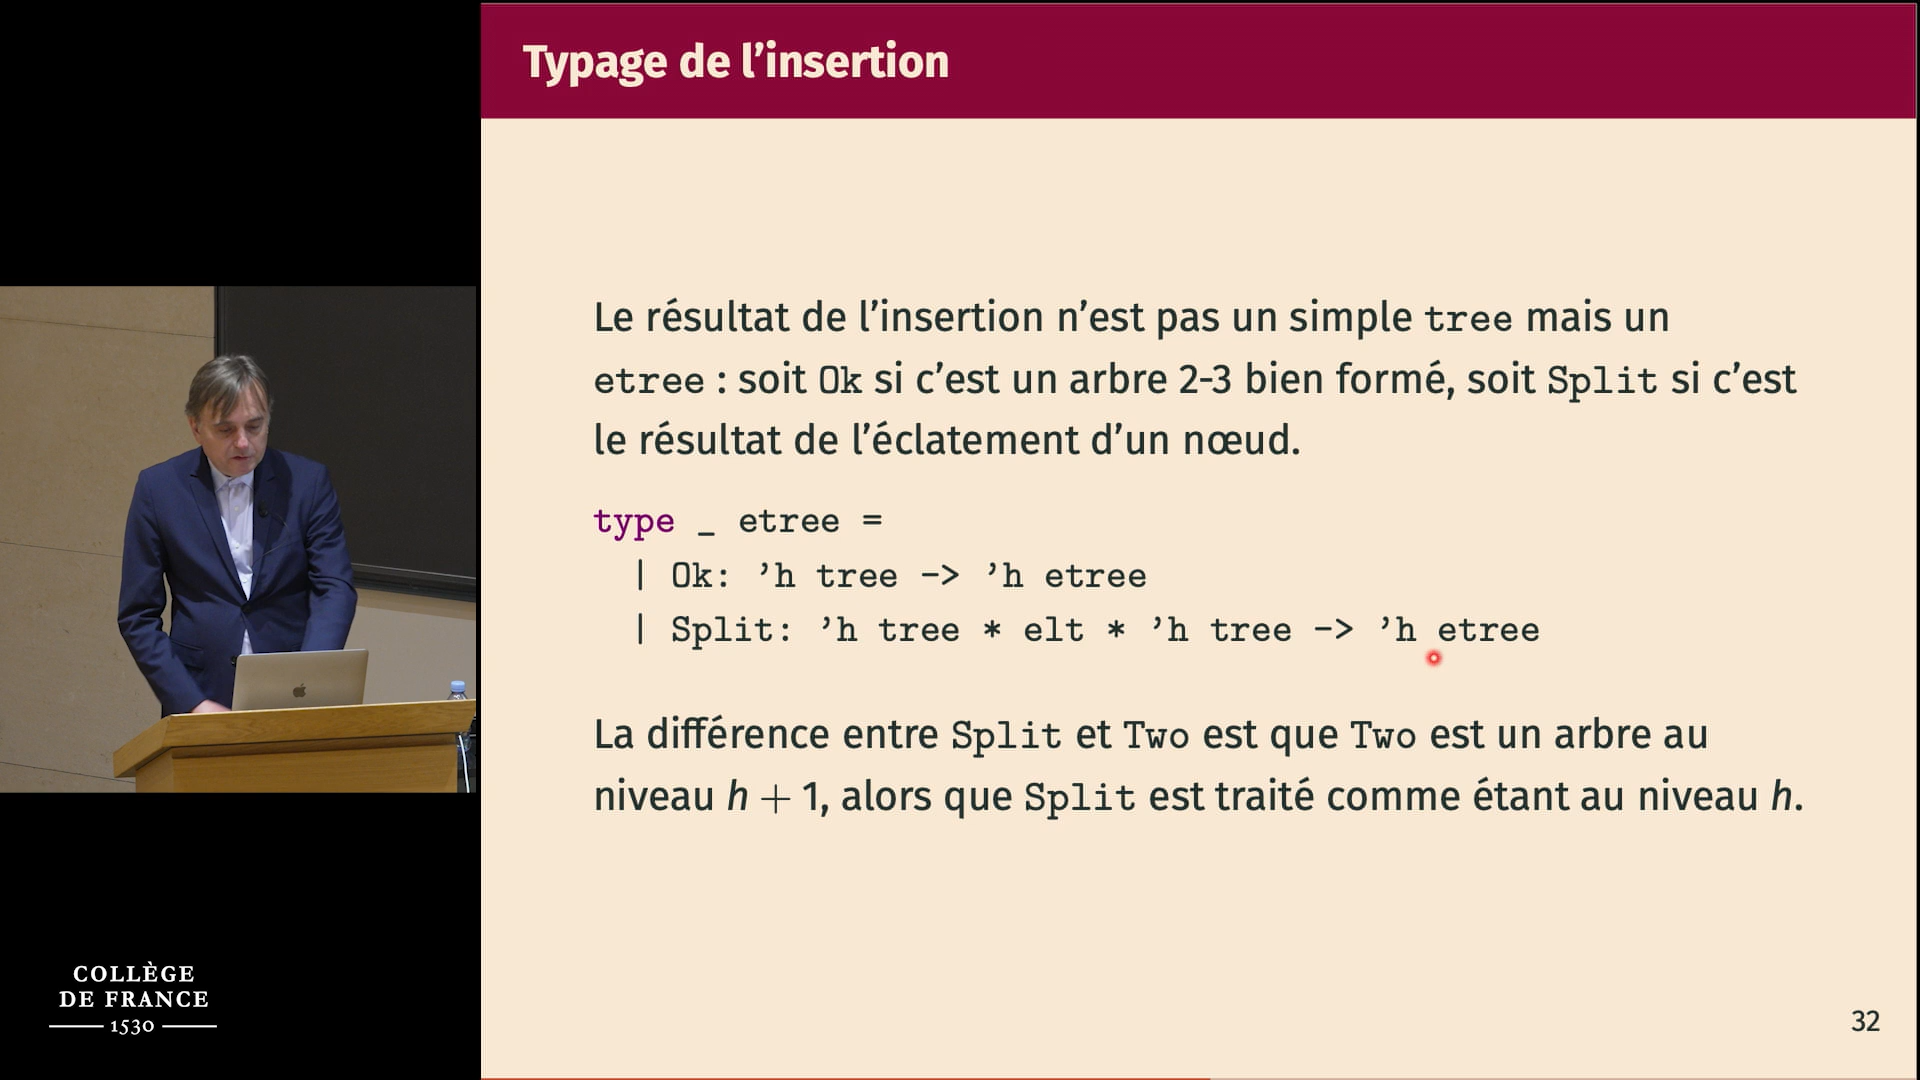 Typage de l’insertion
Le résultat de l’insertion n’est pas un simple tree mais un
etree : soit Ok si c’est un arbre 2-3 bien formé, soit Split si c’est
le résultat de l’éclatement d’un nœud.
type _ etree =
| Ok: ’h tree -> ’h etree
| Split: ’h tree * elt * ’h tree -> ’h etree
La différence entre Split et Two est que Two est un arbre au
niveau h + 1, alors que Split est traité comme étant au niveau h.
32
COLLÈGE
DE FRANCE
1530